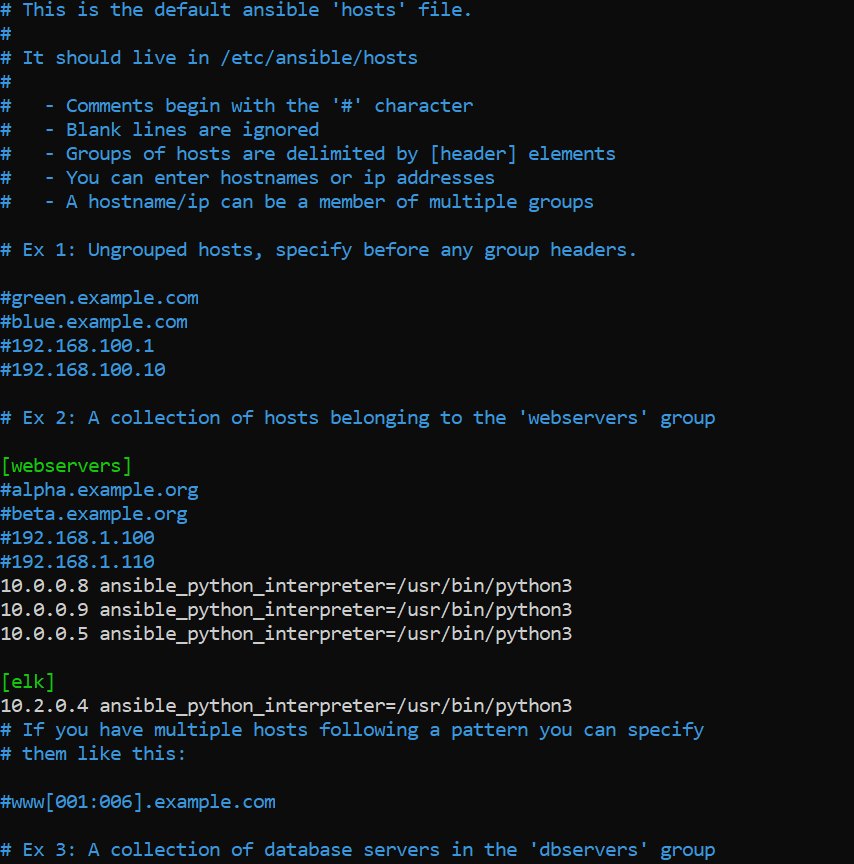 # This is the default ansible 'hosts' file.
#
# It should live in /etc/ansible/hosts
#
#   - Comments begin with the '#' character
#   - Blank lines are ignored
#   - Groups of hosts are delimited by [header] elements
#   - You can enter hostnames or ip addresses
#   - A hostname/ip can be a member of multiple groups

# Ex 1: Ungrouped hosts, specify before any group headers.

#green.example.com
#blue.example.com
#192.168.100.1
#192.168.100.10

# Ex 2: A collection of hosts belonging to the 'webservers' group

[webservers]
#alpha.example.org
#beta.example.org
#192.168.1.100
#192.168.1.110
10.0.0.8 ansible_python_interpreter=/usr/bin/python3
10.0.0.9 ansible_python_interpreter=/usr/bin/python3
10.0.0.5 ansible_python_interpreter=/usr/bin/python3

[elk]
10.2.0.4 ansible_python_interpreter=/usr/bin/python3
# If you have multiple hosts following a pattern you can specify
# them like this:

#www[001:006].example.com

# Ex 3: A collection of database servers in the 'dbservers' group